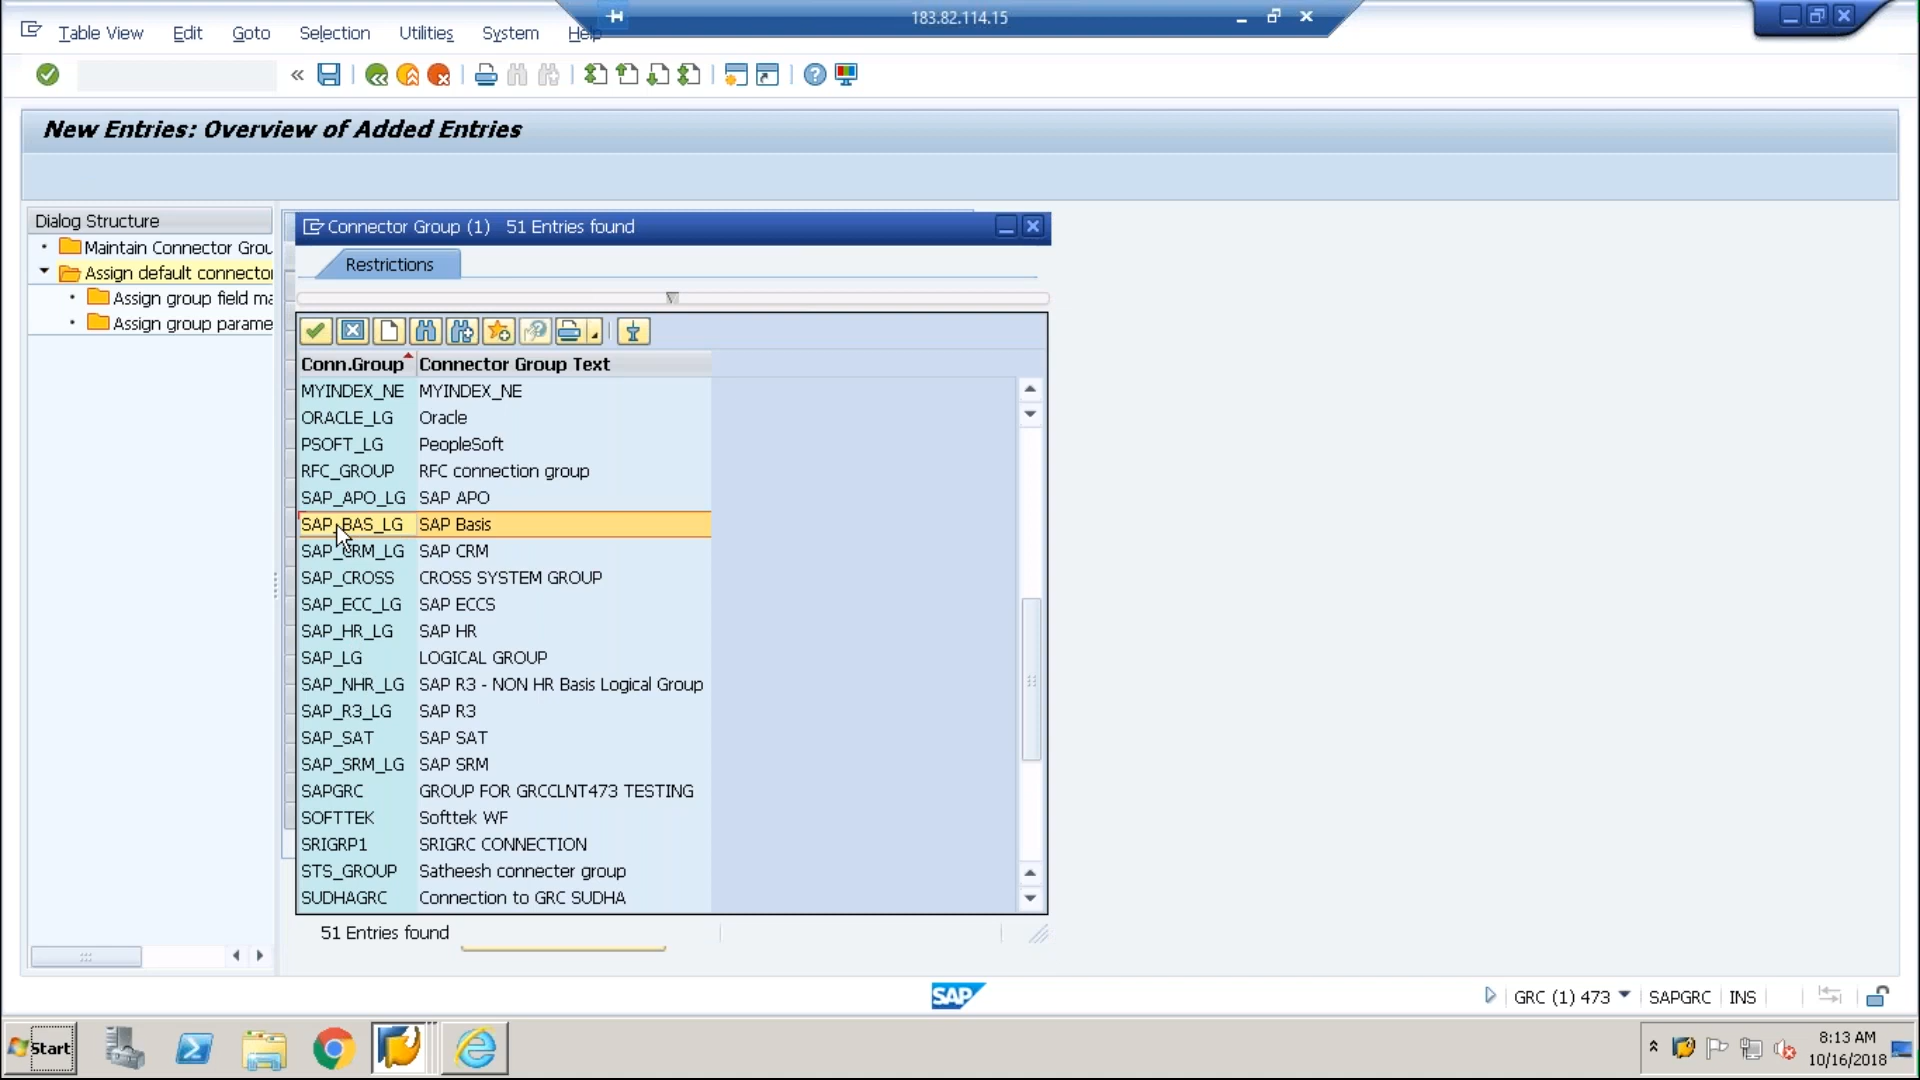 183.82.114.15
Table View Edit Goto Selection Utilities System Help
New Entries: Overview of Added Entries
Dialog Structure
Maintain Connector Grou
Assign default connector
Assign group field ma
Assign group parame
Connector Group (1) 51 Entries found
Restrictions
Conn.Group Connector Group Text
MYINDEX_NE MYINDEX_NE
ORACLE_LG Oracle
PSOFT_LG PeopleSoft
RFC_GROUP RFC connection group
SAP_APO_LG SAP APO
SAP_BAS_LG SAP Basis
SAP_CRM_LG SAP CRM
SAP_CROSS CROSS SYSTEM GROUP
SAP_ECC_LG SAP ECCS
SAP_HR_LG SAP HR
SAP_LG LOGICAL GROUP
SAP_NHR_LG SAP R3 - NON HR Basis Logical Group
SAP_R3_LG SAP R3
SAP_SAT SAP SAT
SAP_SRM_LG SAP SRM
SAPGRC GROUP FOR GRCCLNT473 TESTING
SOFTTEK Softtek WF
SRIGRP1 SRIGRC CONNECTION
STS_GROUP Satheesh connecter group
SUDHAGRC Connection to GRC SUDHA
51 Entries found
SAP
GRC (1) 473 SAPGRC INS
Start
8:13 AM
10/16/2018